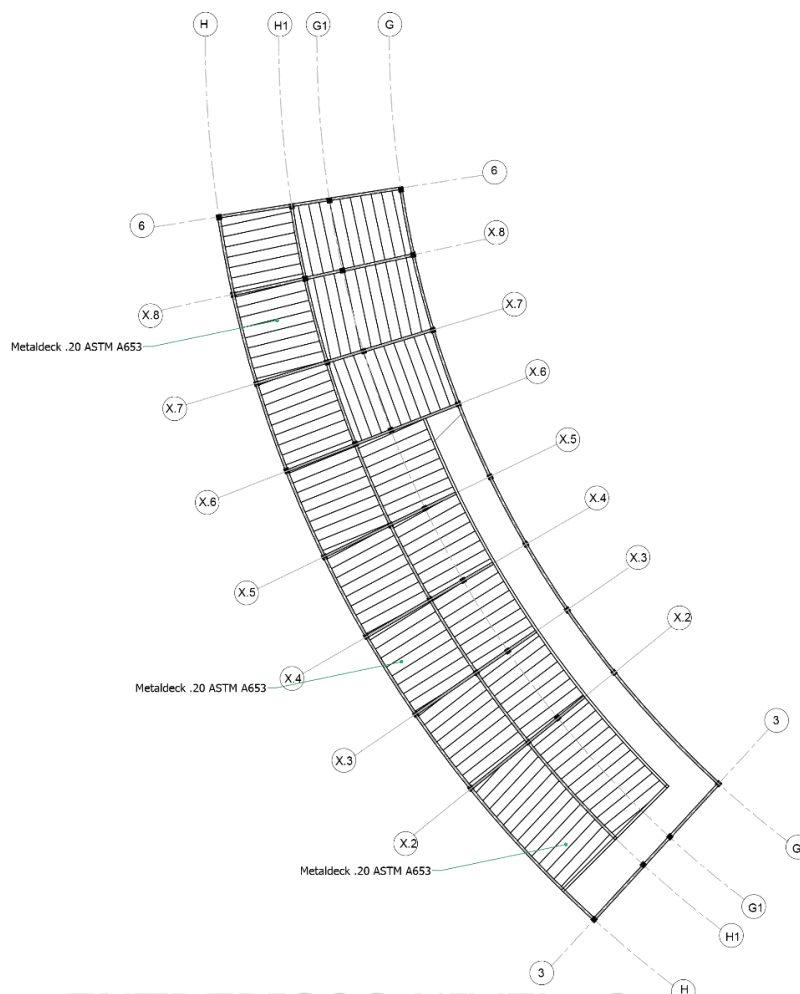 H
H1
G1
G
6
6
X.8
X.8
X.7
Metaldeck .20 ASTM A653
X.6
X.7
X.5
X.6
X.4
X.3
X.5
X.2
X.4
Metaldeck .20 ASTM A653
3
X.3
X.2
G
Metaldeck .20 ASTM A653
G1
H1
3
H